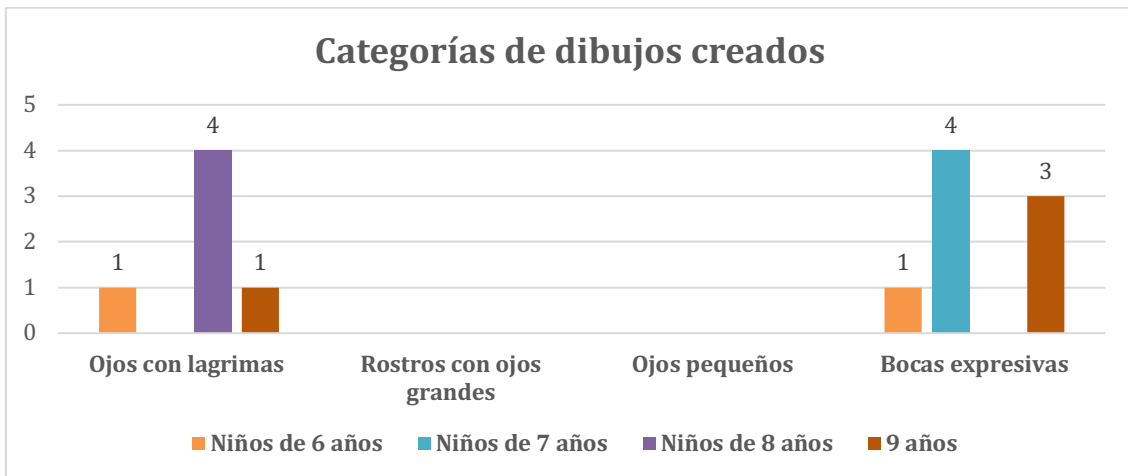 Categorías de dibujos creados
5
4
3
2
1
0
1
4
1
1
4
3
Ojos con lagrimas
Rostros con ojos
grandes
Ojos pequeños
Bocas expresivas
Niños de 6 años
Niños de 7 años
Niños de 8 años
9 años